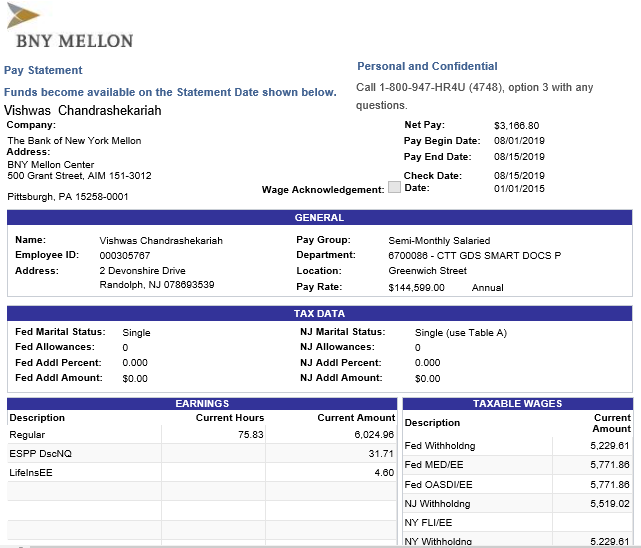 BNY MELLON
Pay Statement
Personal and Confidential
Funds become available on the Statement Date shown below.
Call 1-800-947-HR4U (4748), option 3 with any
questions.
Vishwas Chandrashekariah
Company:
The Bank of New York Mellon
Address:
BNY Mellon Center
500 Grant Street, AIM 151-3012
Pittsburgh, PA 15258-0001
Net Pay: $3,166.80
Pay Begin Date: 08/01/2019
Pay End Date: 08/15/2019
Check Date: 08/15/2019
Wage Acknowledgement: Date: 01/01/2015
GENERAL
Name: Vishwas Chandrashekariah Pay Group: Semi-Monthly Salaried
Employee ID: 000305767 Department: 6700086 - CTT GDS SMART DOCS P
Address: 2 Devonshire Drive Location: Greenwich Street
Randolph, NJ 078693539 Pay Rate: $144,599.00 Annual
TAX DATA
Fed Marital Status: Single NJ Marital Status: Single (use Table A)
Fed Allowances: 0 NJ Allowances: 0
Fed Addl Percent: 0.000 NJ Addl Percent: 0.000
Fed Addl Amount: $0.00 NJ Addl Amount: $0.00
EARNINGS
Description Current Hours Current Amount
Regular 75.83 6,024.96
ESPP DscNQ 31.71
LifeInsEE 4.60
TAXABLE WAGES
Description Current Amount
Fed Withholdng 5,229.61
Fed MED/EE 5,771.86
Fed OASDI/EE 5,771.86
NJ Withholdng 5,519.02
NY FLI/EE
NY Withholdng 5,229.61